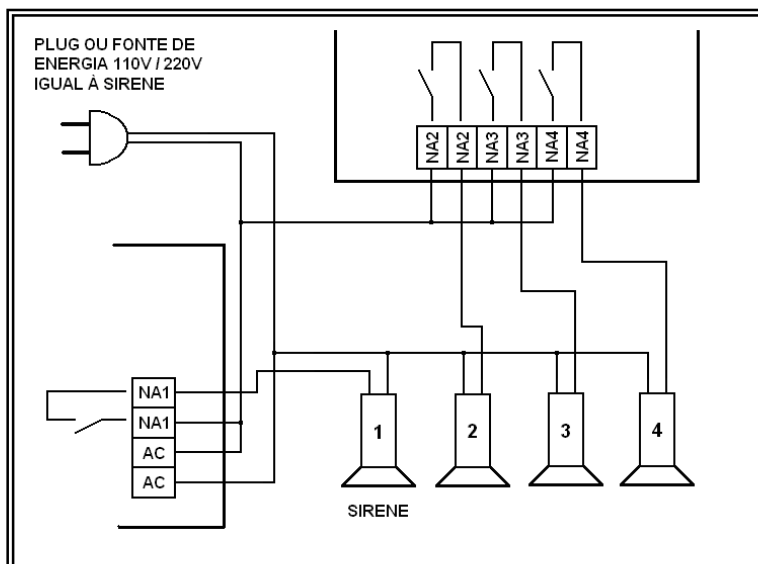 PLUG OU FONTE DE
ENERGIA 110V / 220V
IGUAL À SIRENE
NA2
NA2
NA3
NA3
NA4
NA4
NA1
NA1
AC
AC
1
2
3
4
SIRENE